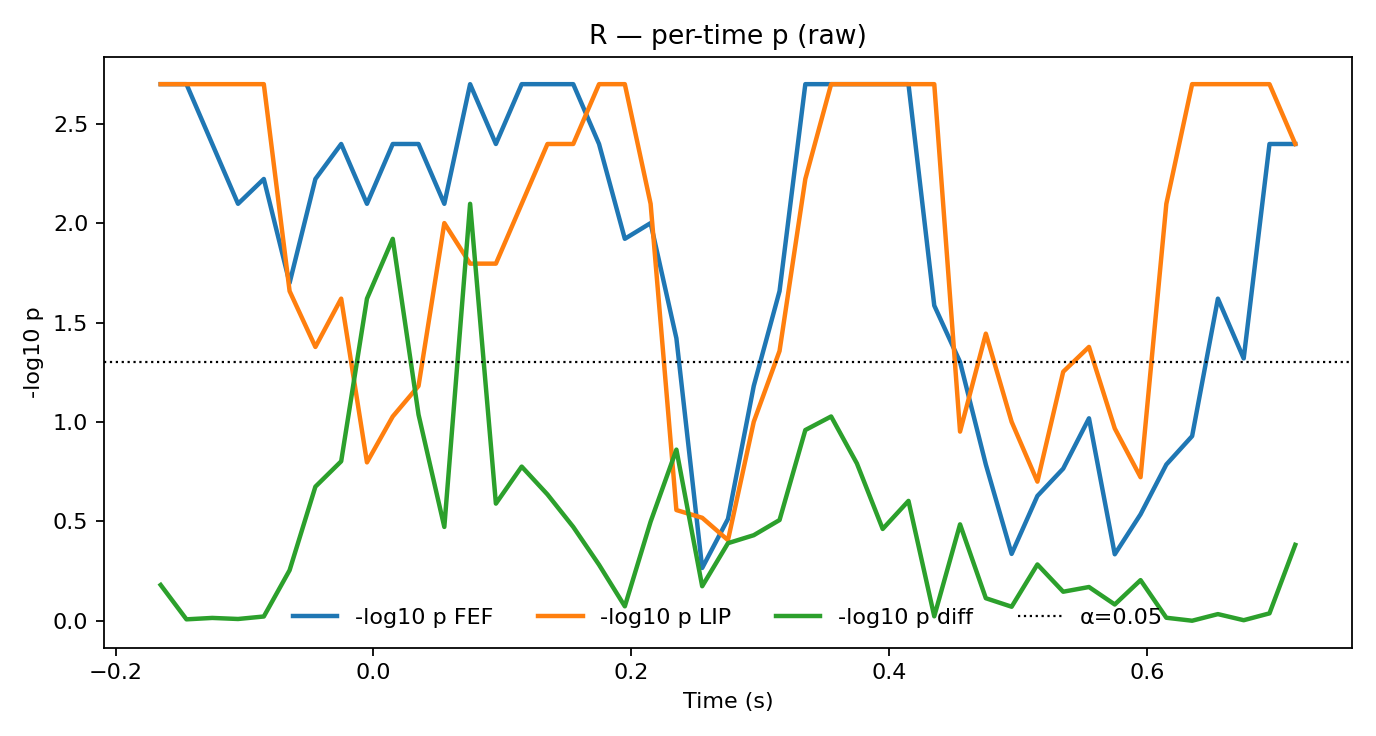 R — per-time p (raw)
-log10 p
2.5
2.0
1.5
1.0
0.5
0.0
-log10 p FEF
-log10 p LIP
-log10 p diff
α=0.05
−0.2
0.0
0.2
0.4
0.6
Time (s)